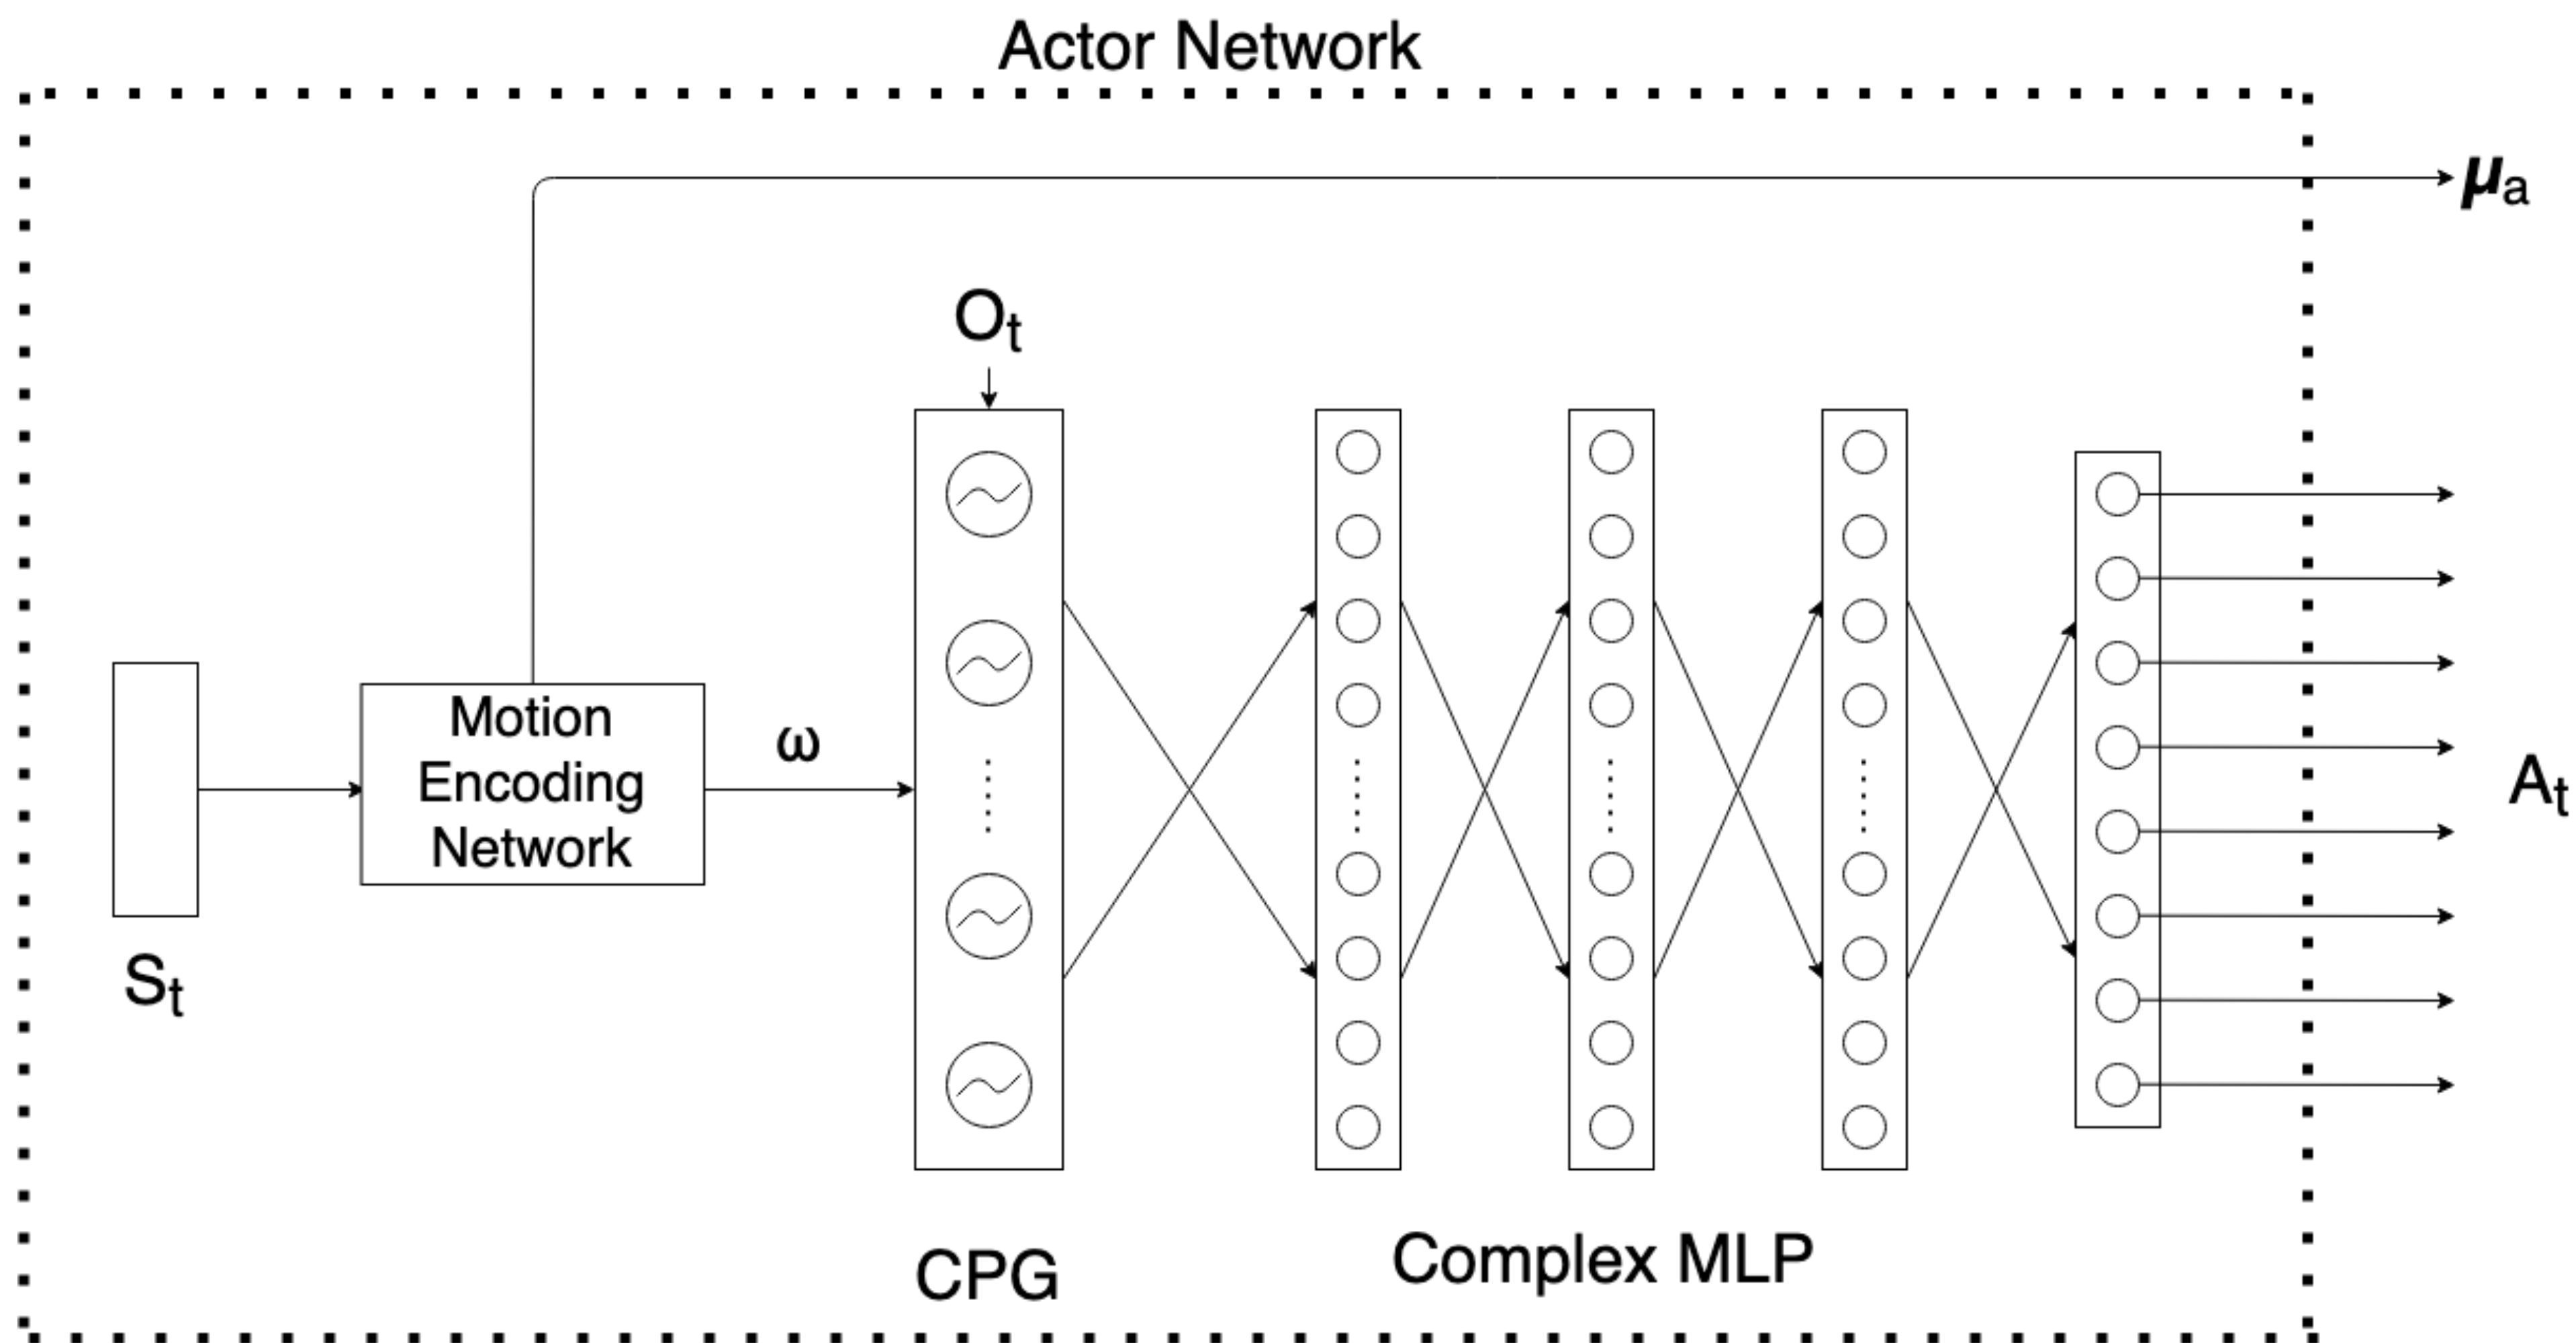 Actor Network
μa
Ot
Motion
Encoding
Network
ω
St
At
CPG
Complex MLP